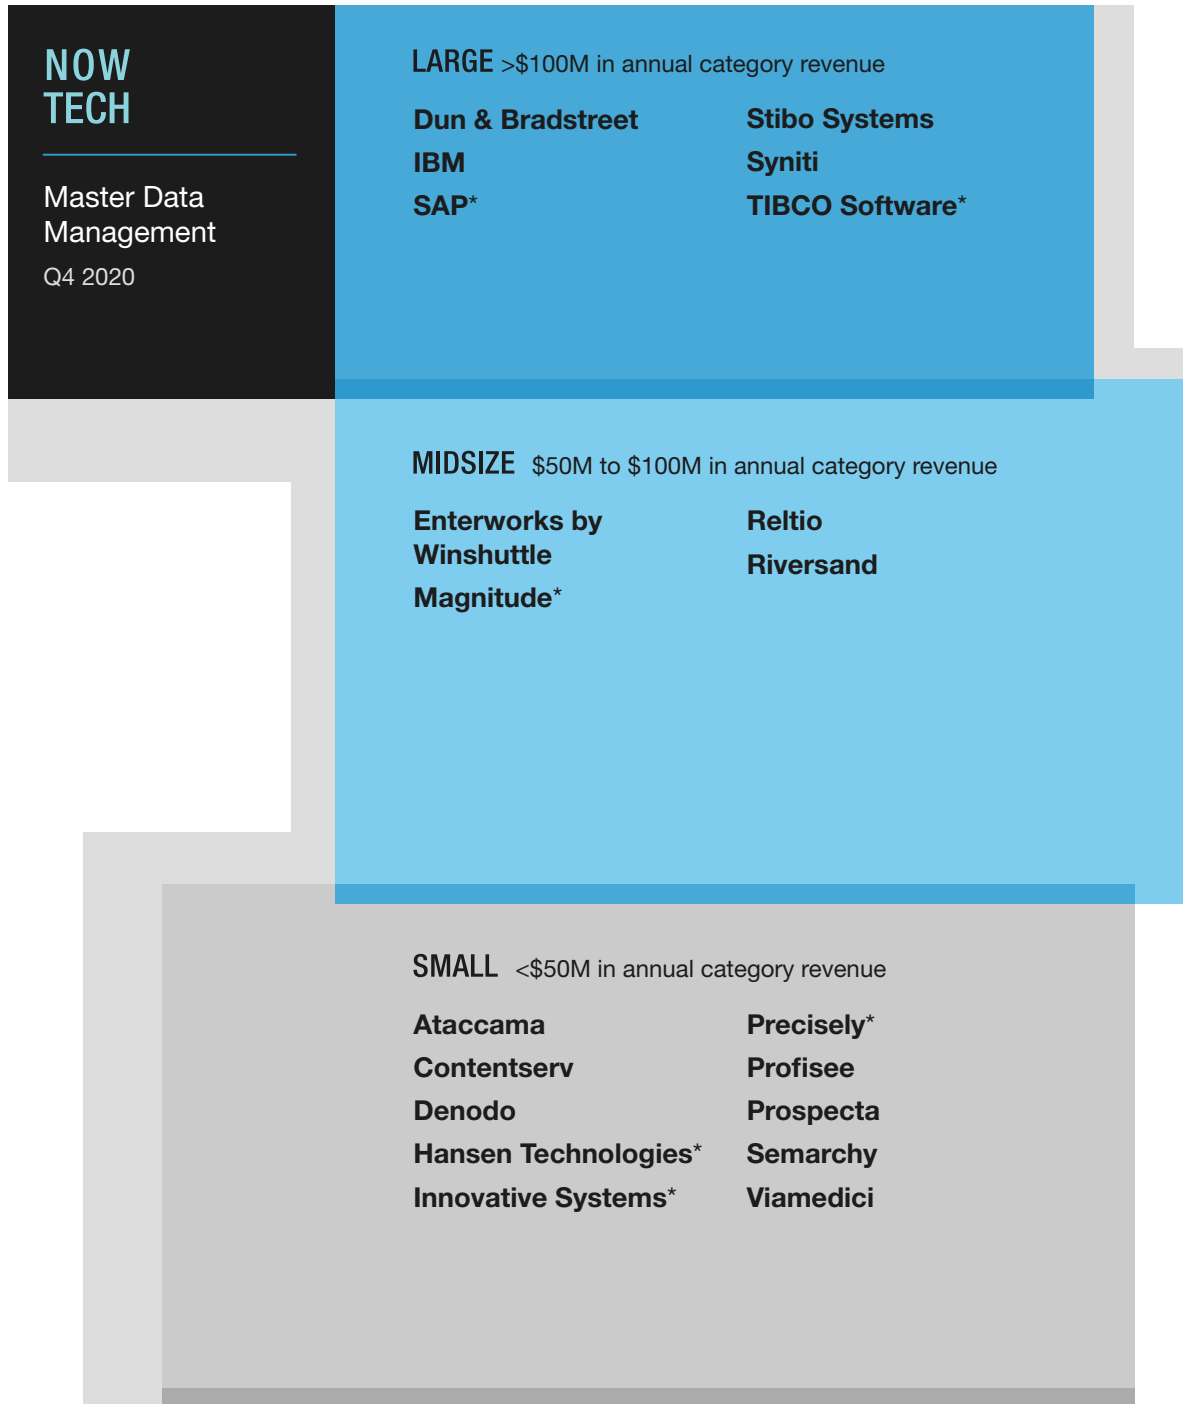 NOW
TECH
Master Data
Management
Q4 2020
LARGE >$100M in annual category revenue
Dun & Bradstreet
IBM
SAP*
Stibo Systems
Syniti
TIBCO Software*
MIDSIZE $50M to $100M in annual category revenue
Enterworks by
Winshuttle
Magnitude*
Reltio
Riversand
SMALL <$50M in annual category revenue
Ataccama
Contentserv
Denodo
Hansen Technologies*
Innovative Systems*
Precisely*
Profisee
Prospecta
Semarchy
Viamedici